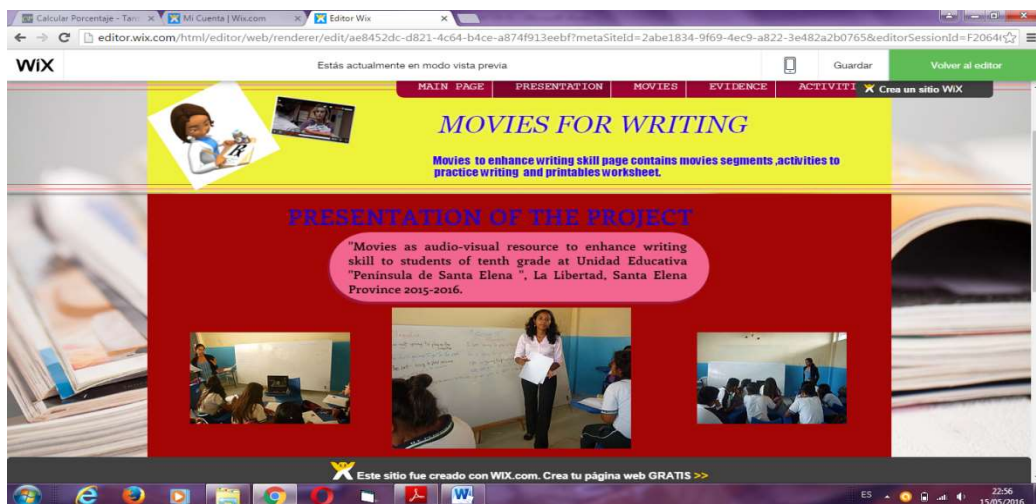 Calcular Porcentaje - Tan
Mi Cuenta | Wix.com
Editor Wix
editor.wix.com/html/editor/web/renderer/edit/ae8452dc-d821-4c64-b4ce-a874f913eebf?metaSiteId=2abe1834-9f69-4ec9-a822-3e482a2b0765&editorSessionId=F2064
WiX
Estás actualmente en modo vista previa
Guardar
Volver al editor
MAIN PAGE PRESENTATION MOVIES EVIDENCE ACTIVITI
Crea un sitio WiX
MOVIES FOR WRITING
Movies to enhance writing skill page contains movies segments ,activities to
practice writing and printables worksheet.
PRESENTATION OF THE PROJECT
"Movies as audio-visual resource to enhance writing
skill to students of tenth grade at Unidad Educativa
"Península de Santa Elena ", La Libertad, Santa Elena
Province 2015-2016.
Este sitio fue creado con WIX.com. Crea tu página web GRATIS >>
ES
22:56
15/05/2016